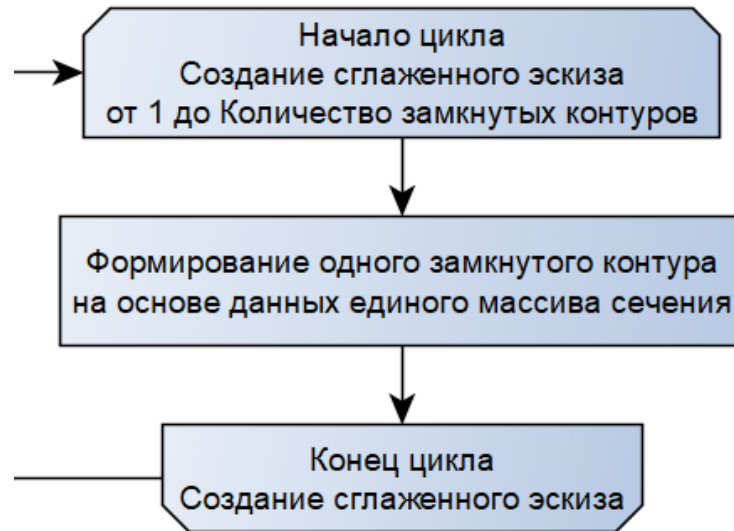 Начало цикла
Создание сглаженного эскиза
от 1 до Количество замкнутых контуров
Формирование одного замкнутого контура
на основе данных единого массива сечения
Конец цикла
Создание сглаженного эскиза